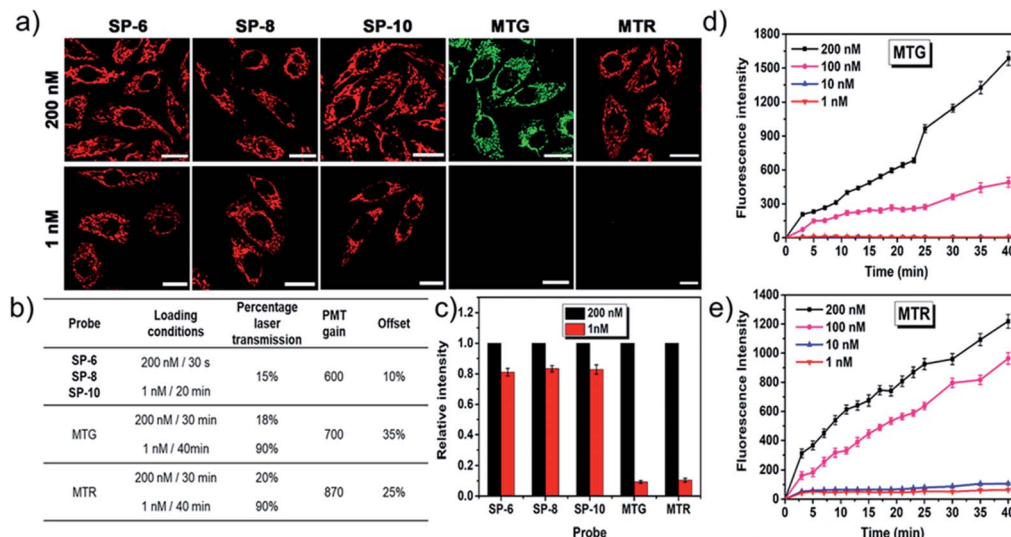 a)
SP-6 SP-8 SP-10 MTG MTR
200 nM
1 nM
b)
Probe Loading conditions Percentage laser transmission PMT gain Offset
SP-6 SP-8 SP-10
200 nM / 30 s
1 nM / 20 min
15% 600 10%
MTG
200 nM / 30 min 18%
1 nM / 40min 90%
700 35%
MTR
200 nM / 30 min 20%
1 nM / 40 min 90%
870 25%
c)
200 nM
1nM
Relative intensity
1.0
0.8
0.6
0.4
0.2
0.0
SP-6 SP-8 SP-10 MTG MTR
Probe
d)
MTG
200 nM
100 nM
10 nM
1 nM
Fluorescence intensity
1800
1500
1200
900
600
300
0
0 5 10 15 20 25 30 35 40
Time (min)
e)
MTR
200 nM
100 nM
10 nM
1 nM
Fluorescence Intensity
1400
1200
1000
800
600
400
200
0
0 5 10 15 20 25 30 35 40
Time (min)